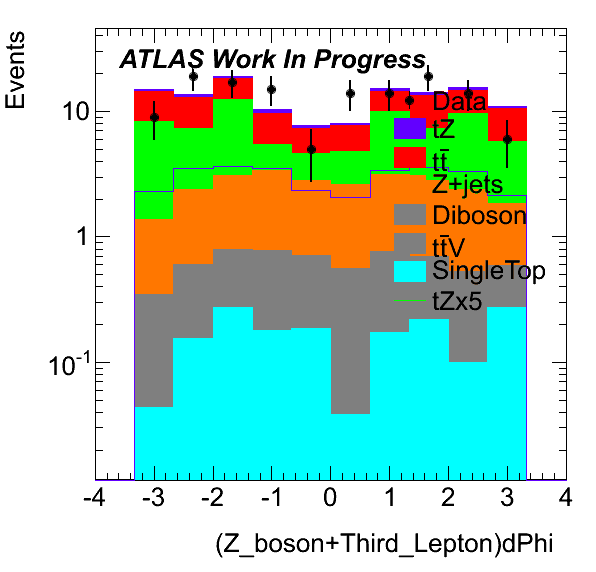 ATLAS Work In Progress
Events
Data
tZ
tt̄
Z+jets
Diboson
tt̄V
SingleTop
tZx5
10
1
10⁻¹
-4 -3 -2 -1 0 1 2 3 4
(Z_boson+Third_Lepton)dPhi